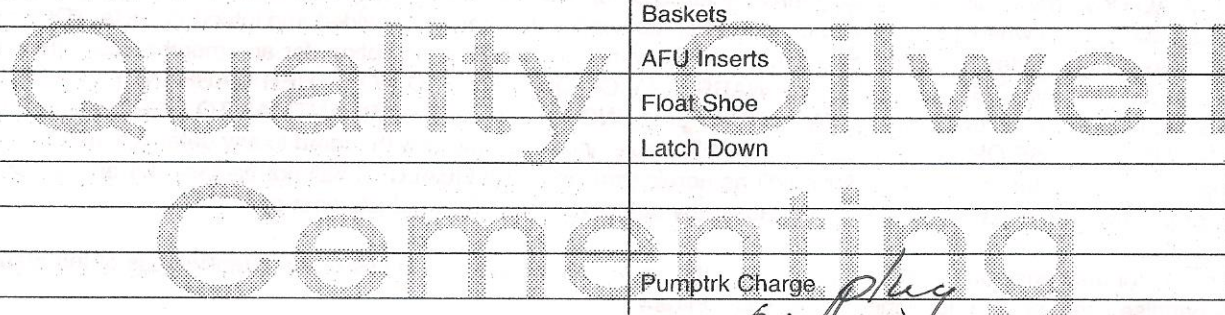 Baskets
AFU Inserts
Float Shoe
Latch Down
Pumptrk Charge plug
Quality Oilwell
Cementing